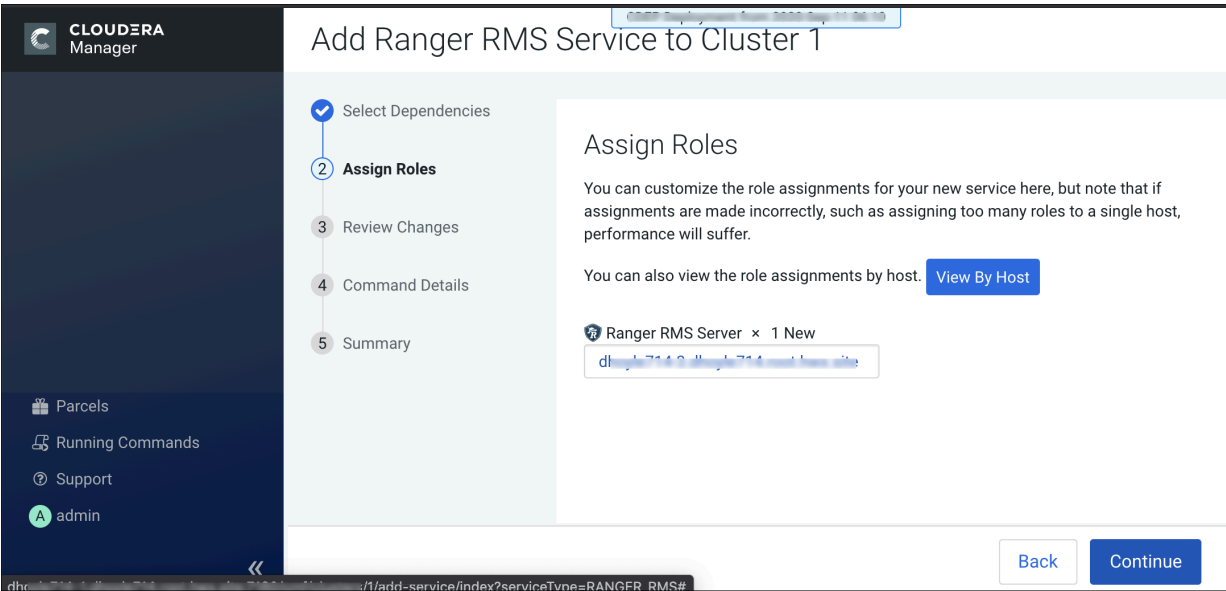 CLOUDERA
Manager
Add Ranger RMS Service to Cluster 1
Select Dependencies
2 Assign Roles
3 Review Changes
4 Command Details
5 Summary
Assign Roles
You can customize the role assignments for your new service here, but note that if
assignments are made incorrectly, such as assigning too many roles to a single host,
performance will suffer.
You can also view the role assignments by host. View By Host
Ranger RMS Server × 1 New
Parcels
Running Commands
Support
A admin
Back Continue
/1/add-service/index?serviceType=RANGER_RMS#